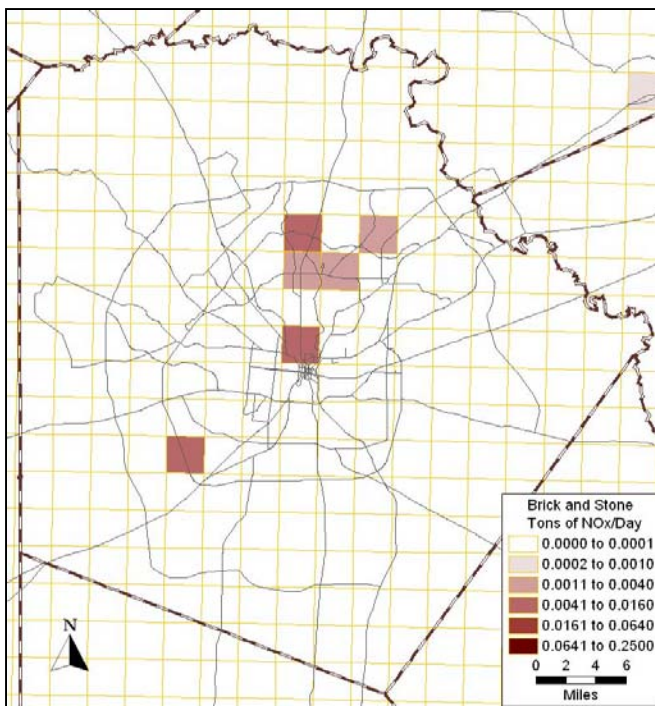 N
Brick and Stone
Tons of NOx/Day
0.0000 to 0.0001
0.0002 to 0.0010
0.0011 to 0.0040
0.0041 to 0.0160
0.0161 to 0.0640
0.0641 to 0.2500
0 2 4 6
Miles